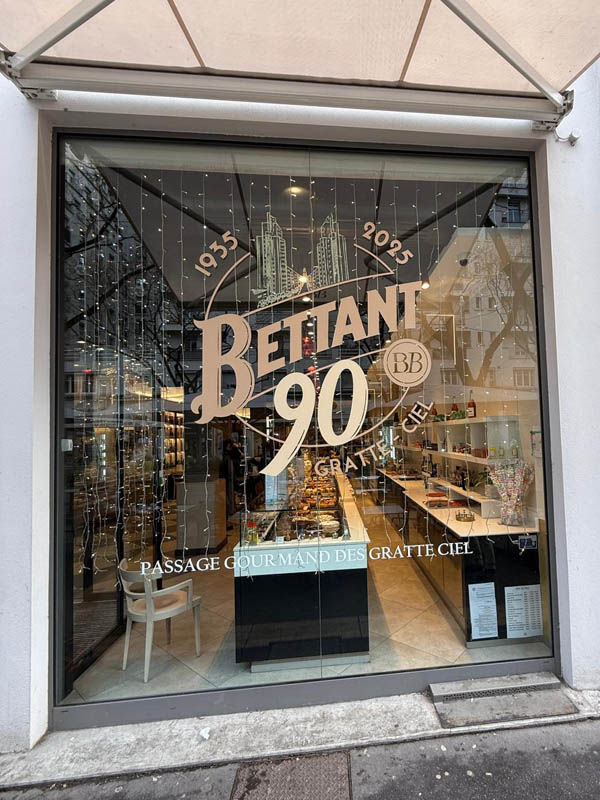 1935
2025
BETTANT
BB
90
GRATTE-CIEL
PASSAGE GOURMAND DES GRATTE CIEL